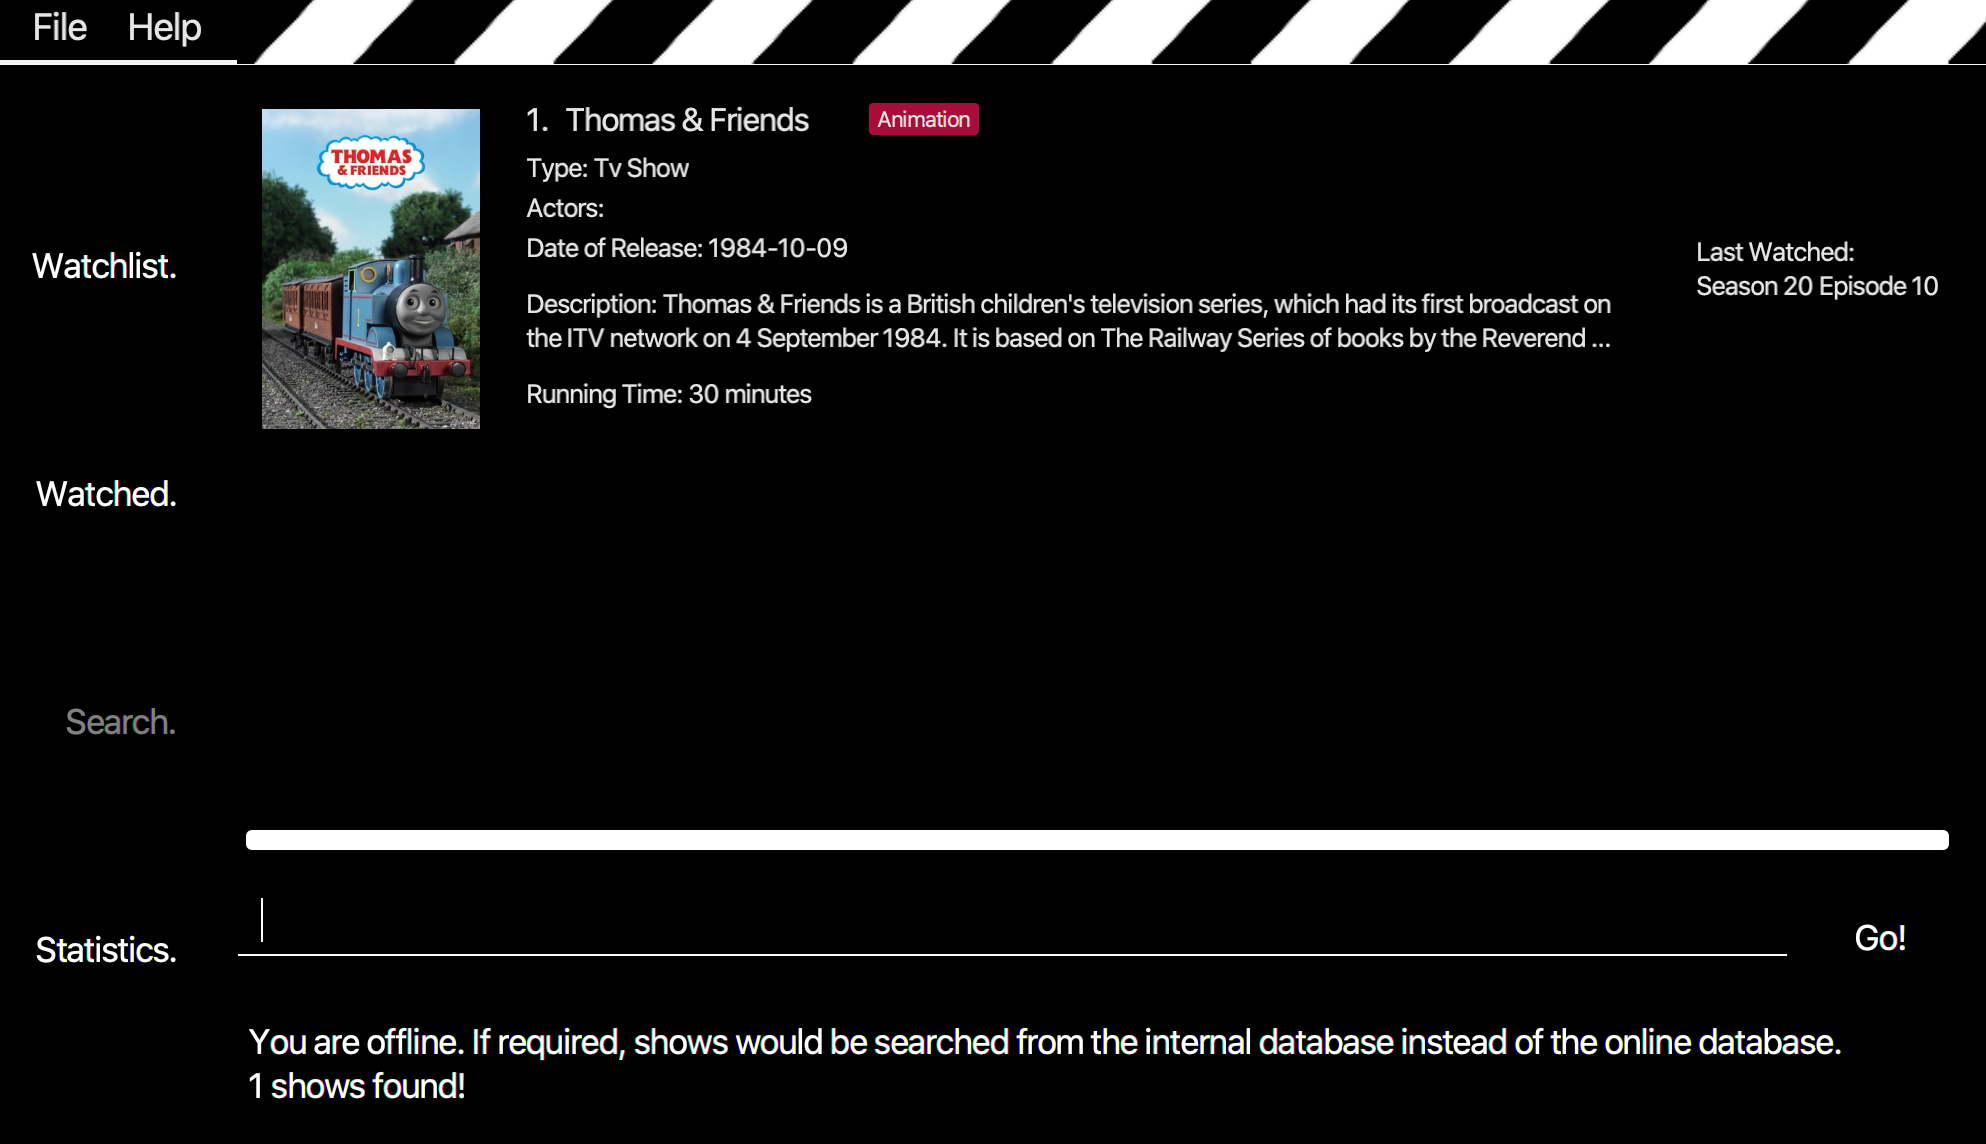 File Help
THOMAS
& FRIENDS
1. Thomas & Friends Animation
Type: Tv Show
Actors:
Date of Release: 1984-10-09
Description: Thomas & Friends is a British children's television series, which had its first broadcast on
the ITV network on 4 September 1984. It is based on The Railway Series of books by the Reverend ...
Running Time: 30 minutes
Last Watched:
Season 20 Episode 10
Watchlist.
Watched.
Search.
Statistics.
Go!
You are offline. If required, shows would be searched from the internal database instead of the online database.
1 shows found!